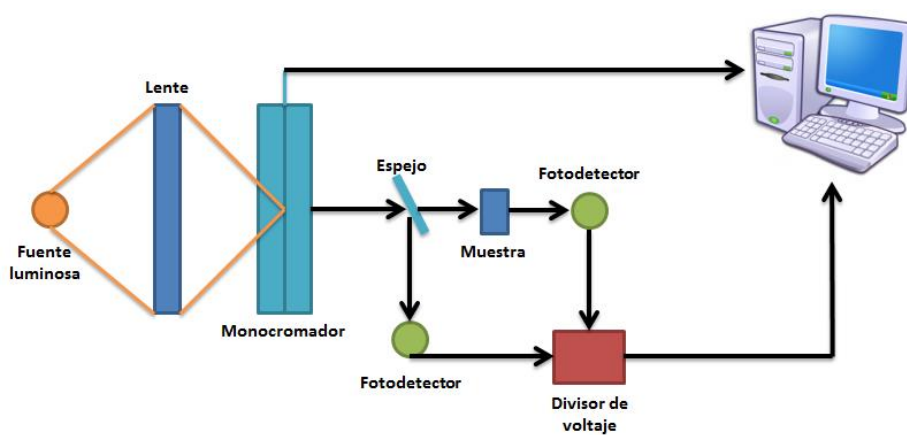 Lente
Espejo
Fotodetector
Fuente
luminosa
Muestra
Monocromador
Fotodetector
Divisor de
voltaje